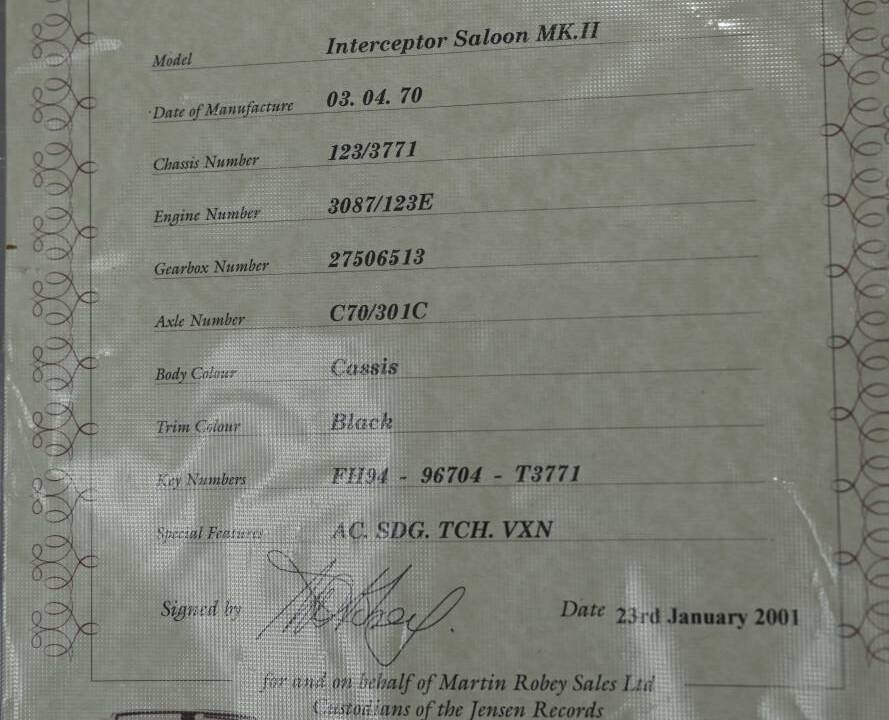 Model Interceptor Saloon MK.II
Date of Manufacture 03. 04. 70
Chassis Number 123/3771
Engine Number 3087/123E
Gearbox Number 27506513
Axle Number C70/301C
Body Colour Cassis
Trim Colour Black
Key Numbers FH94 - 96704 - T3771
Special Features AC. SDG. TCH. VXN
Signed by Date 23rd January 2001
for and on behalf of Martin Robey Sales Ltd
Custodians of the Jensen Records